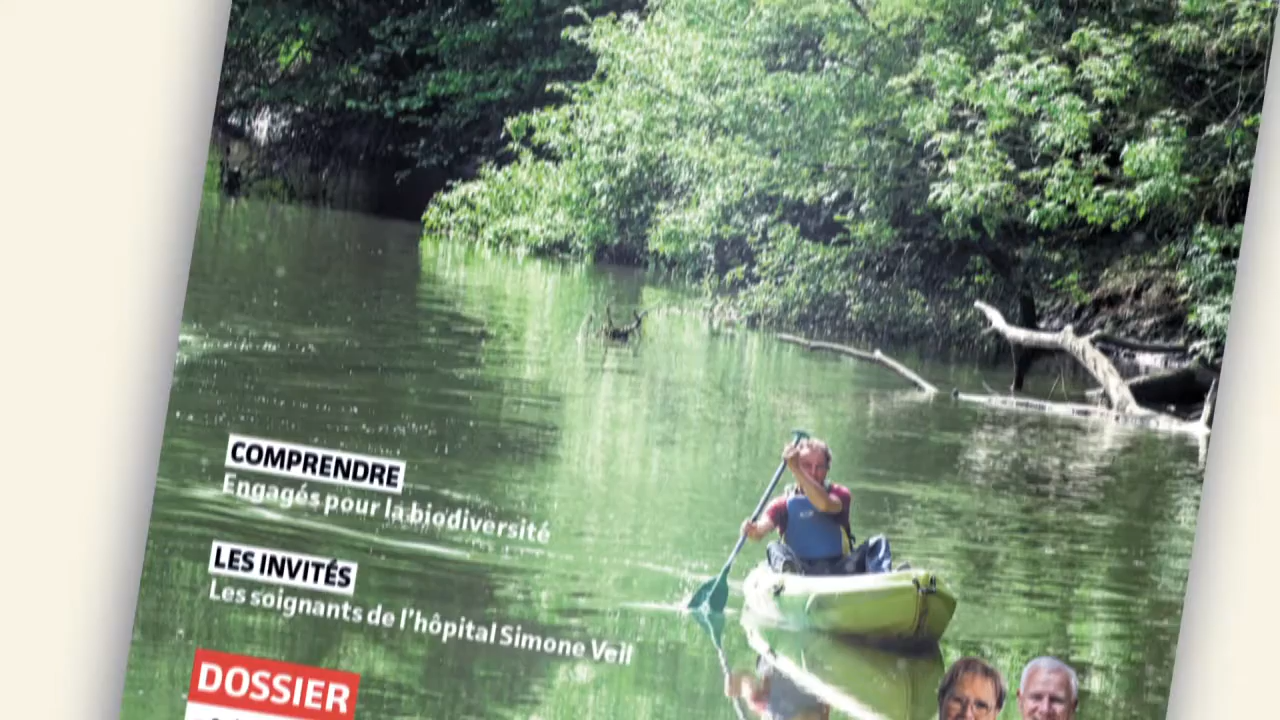 COMPRENDRE
Engagés pour la biodiversité
LES INVITÉS
Les soignants de l'hôpital Simone Veil
DOSSIER